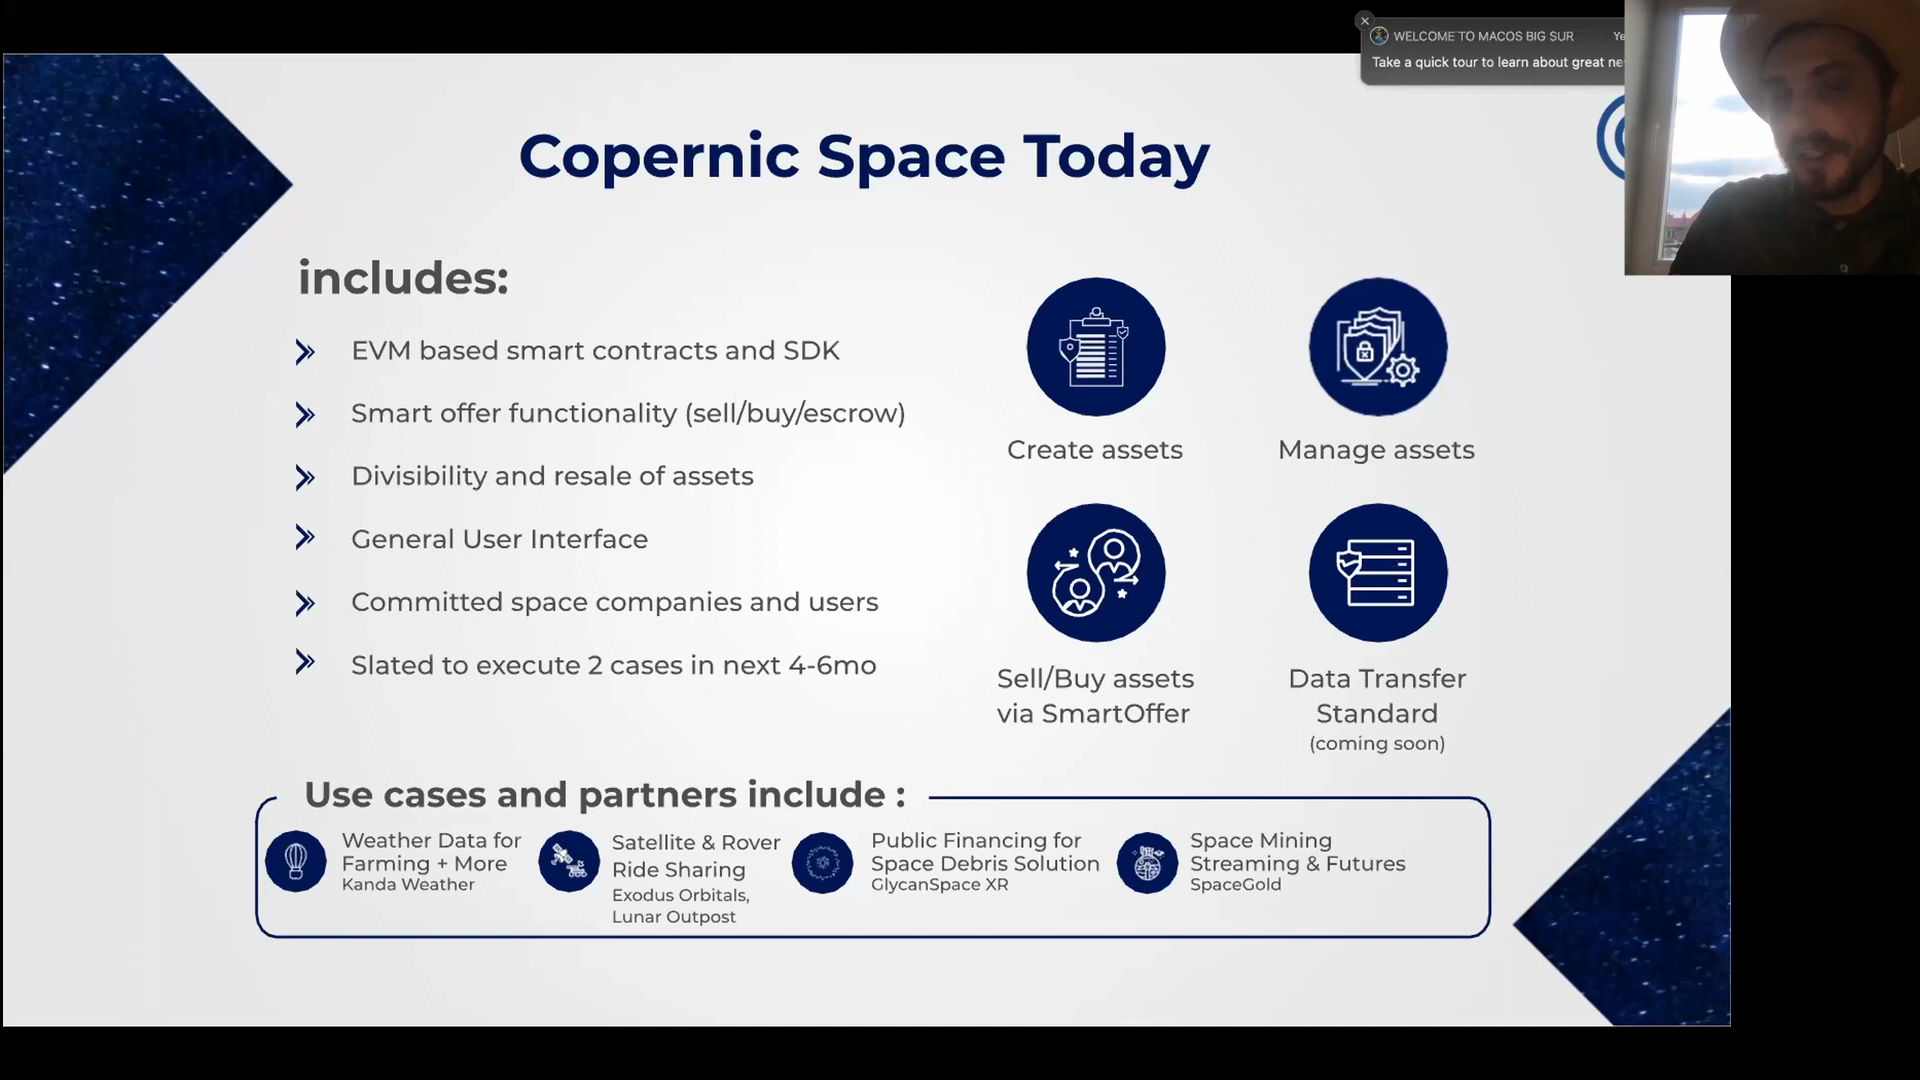 WELCOME TO MACOS BIG SUR
Ye
Take a quick tour to learn about great ne
Copernic Space Today
includes:
EVM based smart contracts and SDK
Smart offer functionality (sell/buy/escrow)
Divisibility and resale of assets
General User Interface
Committed space companies and users
Slated to execute 2 cases in next 4-6mo
Create assets
Manage assets
Sell/Buy assets
via SmartOffer
Data Transfer
Standard
(coming soon)
Use cases and partners include :
Weather Data for
Farming + More
Kanda Weather
Satellite & Rover
Ride Sharing
Exodus Orbitals,
Lunar Outpost
Public Financing for
Space Debris Solution
GlycanSpace XR
Space Mining
Streaming & Futures
SpaceGold